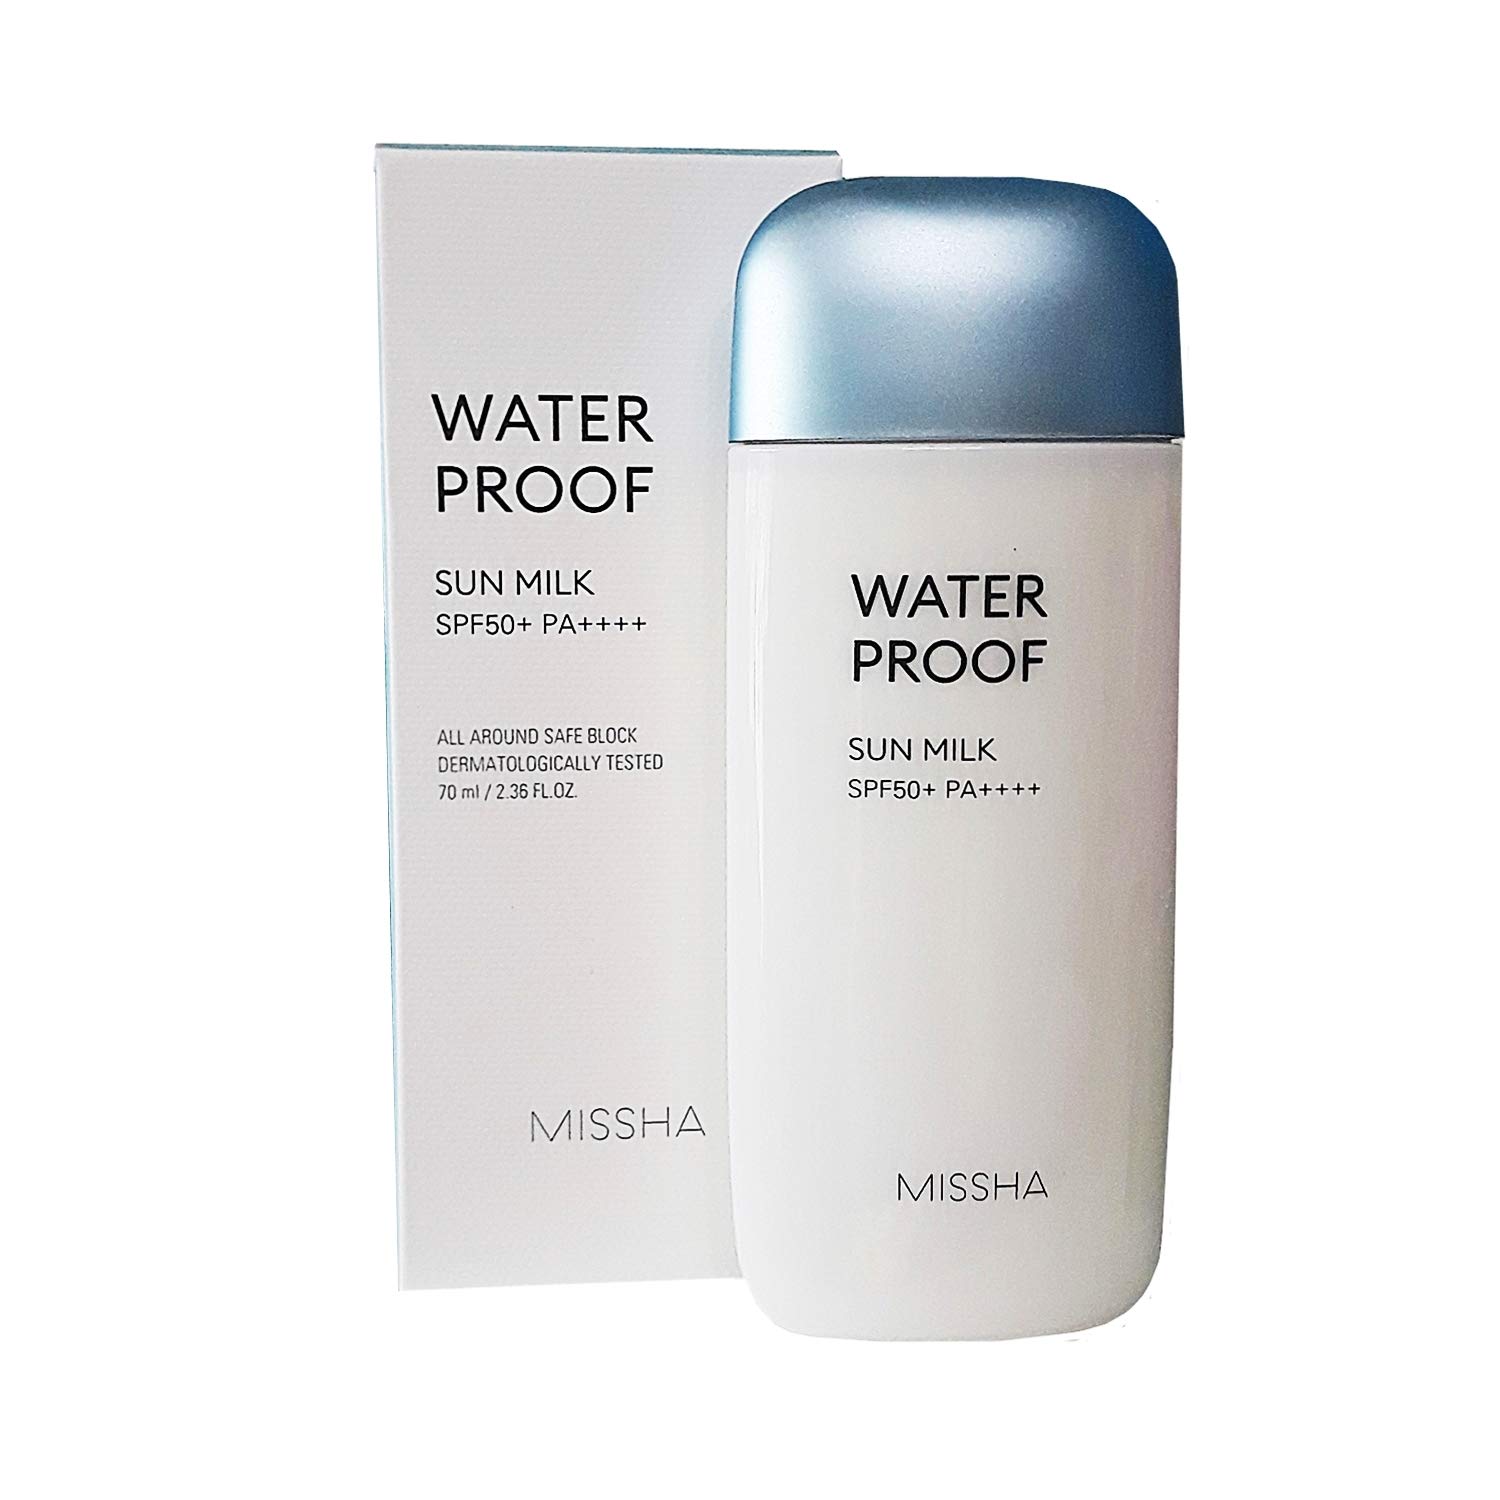 WATER
PROOF
SUN MILK
SPF50+ PA++++
ALL AROUND SAFE BLOCK
DERMATOLOGICALLY TESTED
70 ml / 2.36 FL.OZ.
MISSHA
WATER
PROOF
SUN MILK
SPF50+ PA++++
MISSHA